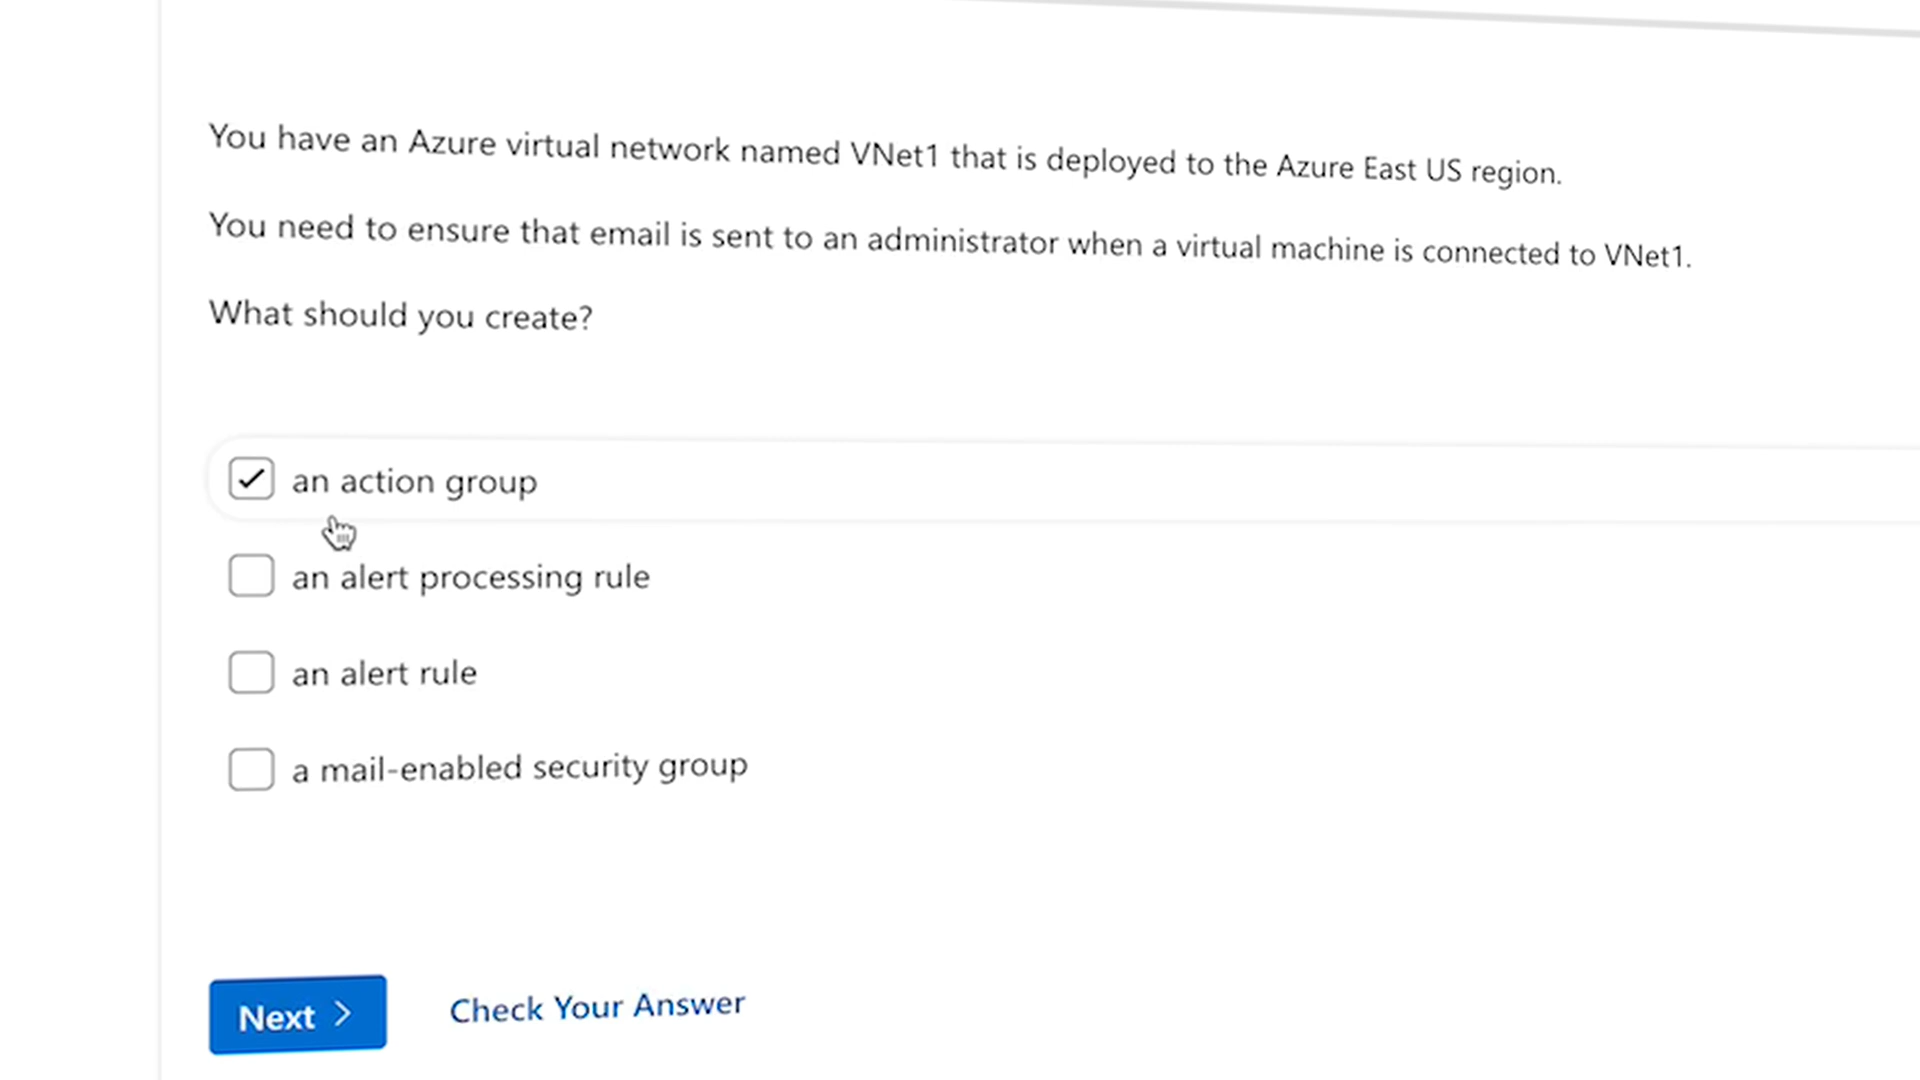 You have an Azure virtual network named VNet1 that is deployed to the Azure East US region.
You need to ensure that email is sent to an administrator when a virtual machine is connected to VNet1.
What should you create?
an action group
an alert processing rule
an alert rule
a mail-enabled security group
Next
Check Your Answer